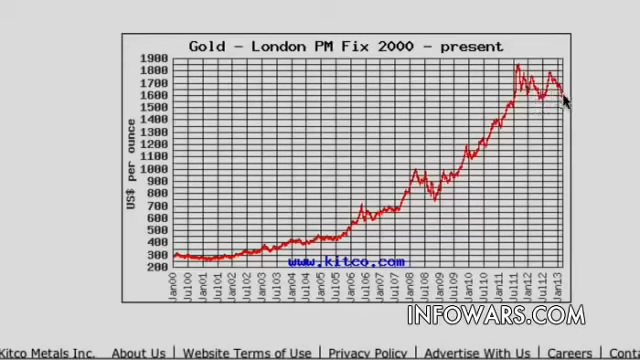 Gold - London PM Fix 2000 - present
1900
1800
1700
1600
1500
1400
1300
1200
1100
1000
900
800
700
600
500
400
300
200
US$ per ounce
www.kitco.com
Jan00
Jul00
Jan01
Jul01
Jan02
Jul02
Jan03
Jul03
Jan04
Jul04
Jan05
Jul05
Jan06
Jul06
Jan07
Jul07
Jan08
Jul08
Jan09
Jul09
Jan10
Jul10
Jan11
Jul11
Jan12
Jul12
Jan13
INFOWARS.COM
Kitco Metals Inc. About Us | Website Terms of Use | Privacy Policy | Advertise With Us | Careers | Conta